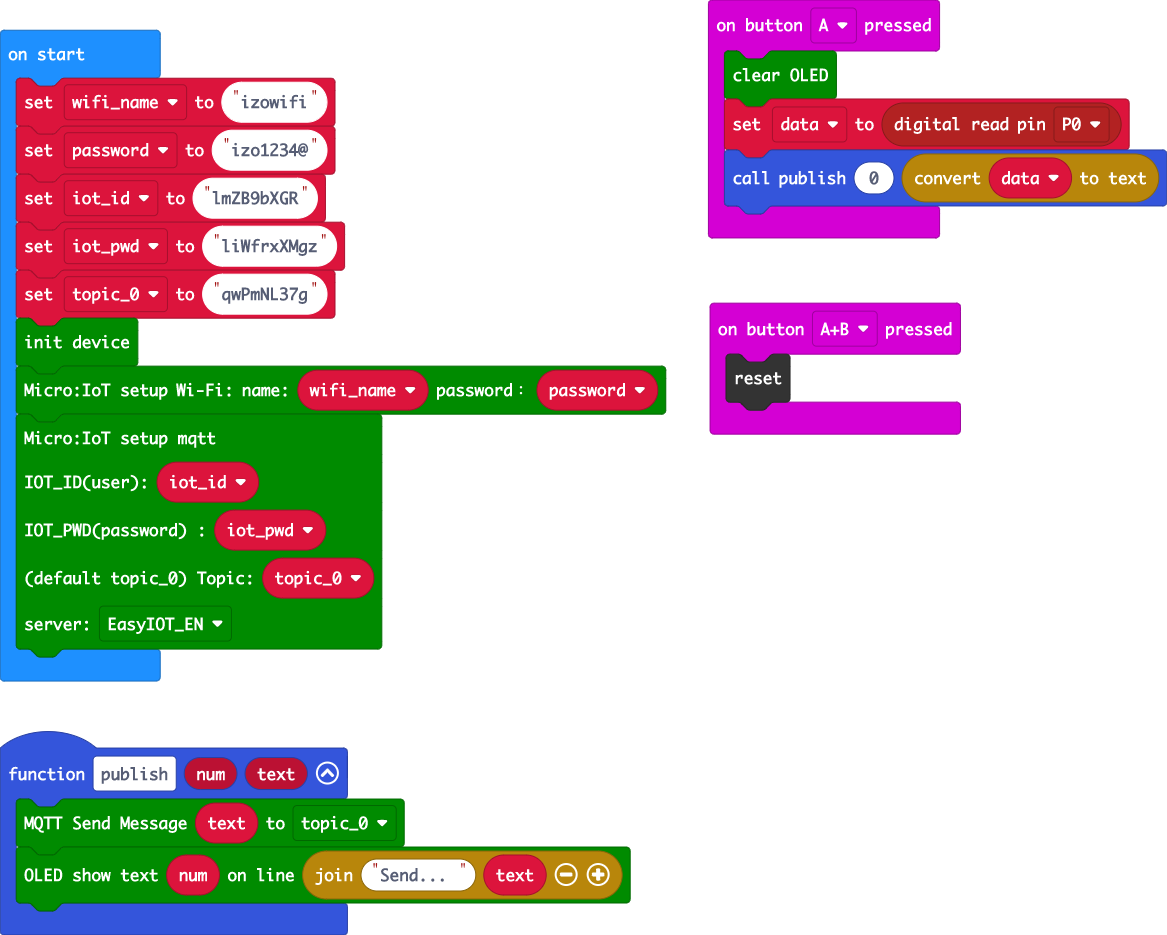 on start
set wifi_name to "izowifi"
set password to "izo1234@"
set iot_id to "lmZB9bXGR"
set iot_pwd to "liWfrxXMgz"
set topic_0 to "qwPmNL37g"
init device
Micro:IoT setup Wi-Fi: name: wifi_name password: password
Micro:IoT setup mqtt
IOT_ID(user): iot_id
IOT_PWD(password) : iot_pwd
(default topic_0) Topic: topic_0
server: EasyIOT_EN
on button A pressed
clear OLED
set data to digital read pin P0
call publish 0 convert data to text
on button A+B pressed
reset
function publish num text
MQTT Send Message text to topic_0
OLED show text num on line join "Send... " text